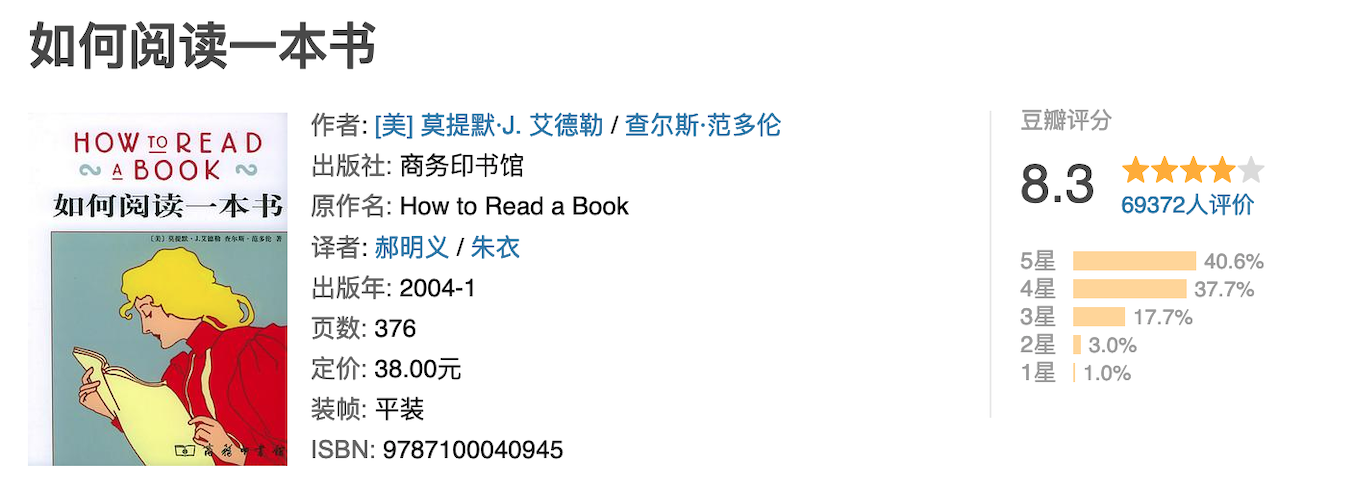 如何阅读一本书
HOW TO READ
A BOOK
如何阅读一本书
〔美〕莫提默·J.艾德勒 查尔斯·范多伦 著
商务印书馆
作者: [美] 莫提默·J. 艾德勒 / 查尔斯·范多伦
出版社: 商务印书馆
原作名: How to Read a Book
译者: 郝明义 / 朱衣
出版年: 2004-1
页数: 376
定价: 38.00元
装帧: 平装
ISBN: 9787100040945
豆瓣评分
8.3
69372人评价
5星 40.6%
4星 37.7%
3星 17.7%
2星 3.0%
1星 1.0%